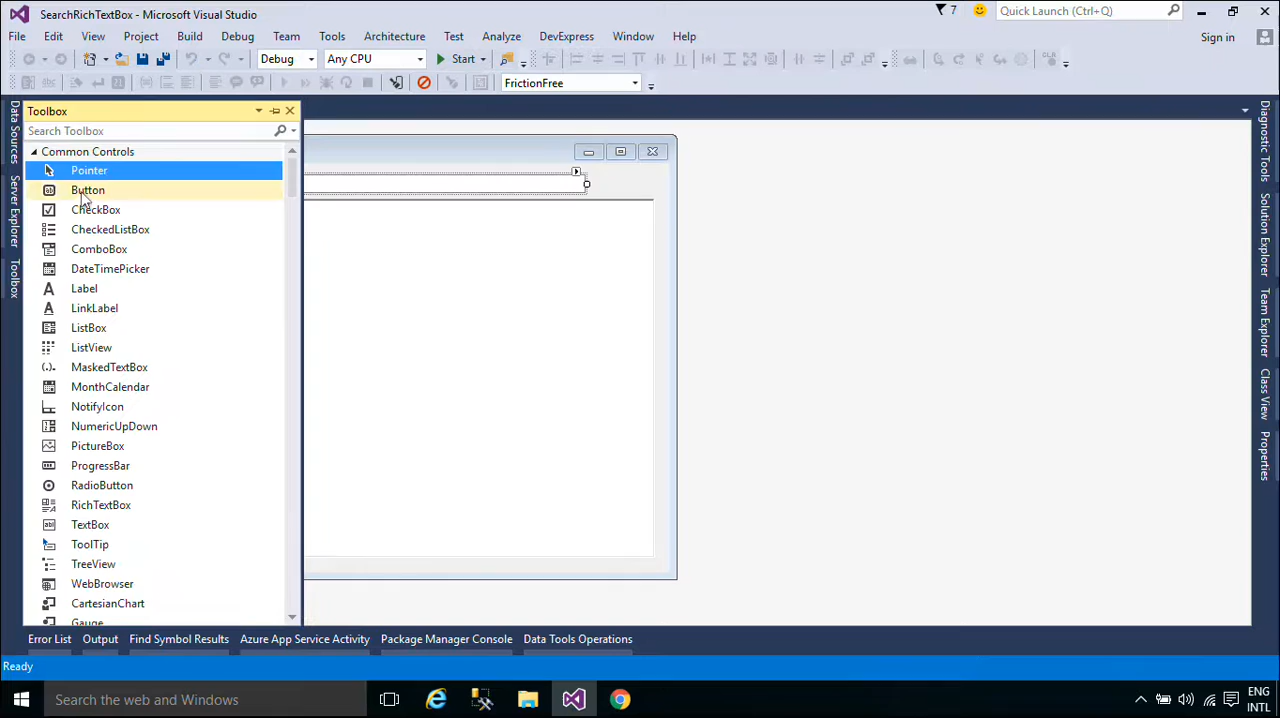 SearchRichTextBox - Microsoft Visual Studio
7
Quick Launch (Ctrl+Q)
File Edit View Project Build Debug Team Tools Architecture Test Analyze DevExpress Window Help
Sign in
Debug
Any CPU
Start
FrictionFree
Data Sources
Server Explorer
Toolbox
Toolbox
Search Toolbox
Common Controls
Pointer
Button
CheckBox
CheckedListBox
ComboBox
DateTimePicker
Label
LinkLabel
ListBox
ListView
MaskedTextBox
MonthCalendar
NotifyIcon
NumericUpDown
PictureBox
ProgressBar
RadioButton
RichTextBox
TextBox
ToolTip
TreeView
WebBrowser
CartesianChart
Gauge
Diagnostic Tools
Solution Explorer
Team Explorer
Class View
Properties
Error List Output Find Symbol Results Azure App Service Activity Package Manager Console Data Tools Operations
Ready
Search the web and Windows
ENG
INTL